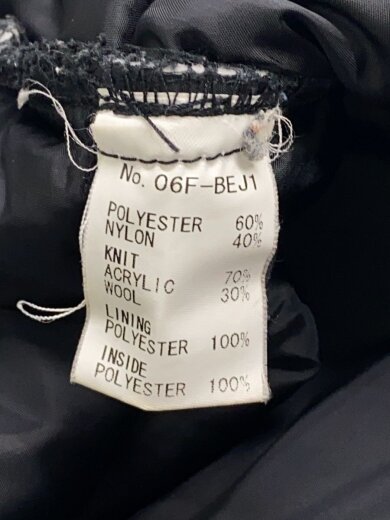 No. 06F-BEJ1
POLYESTER 60%
NYLON 40%
KNIT
ACRYLIC 70%
WOOL 30%
LINING
POLYESTER 100%
INSIDE
POLYESTER 100%